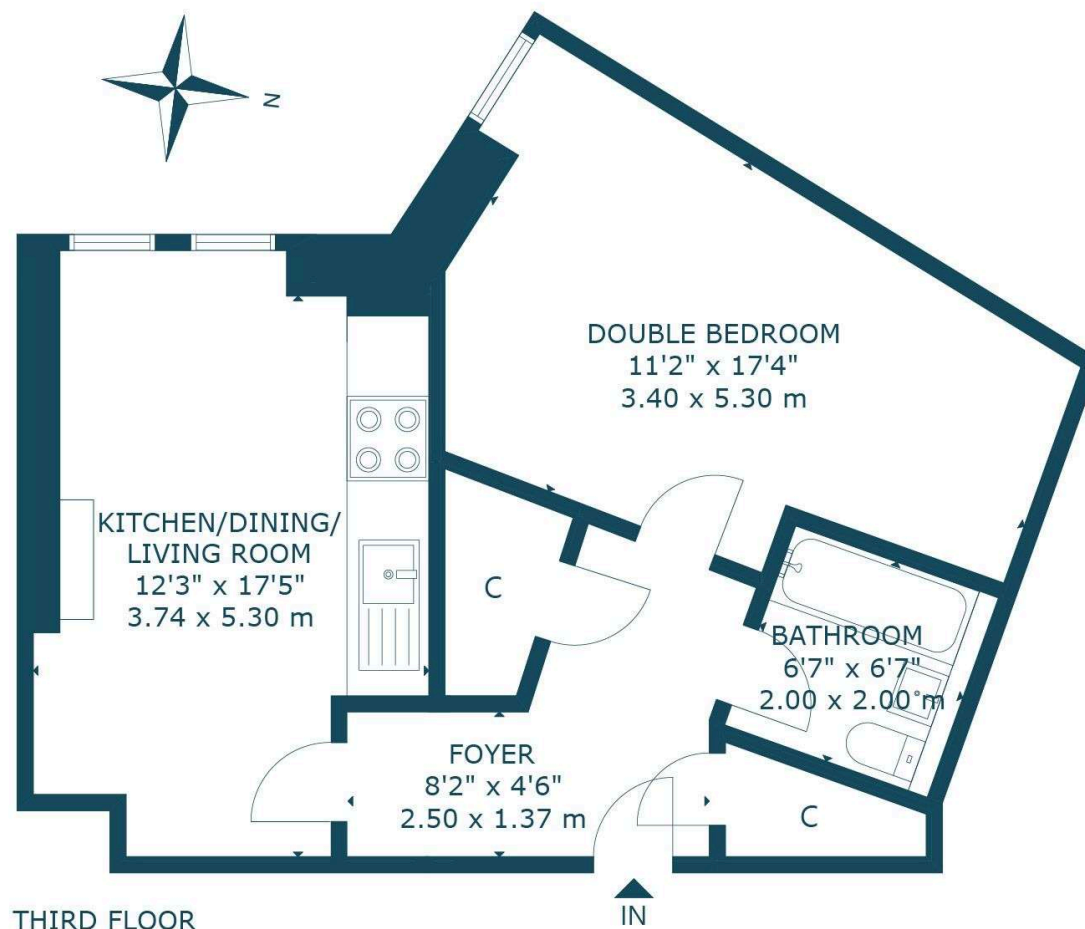 N
DOUBLE BEDROOM
11'2" x 17'4"
3.40 x 5.30 m
KITCHEN/DINING/
LIVING ROOM
12'3" x 17'5"
3.74 x 5.30 m
C
BATHROOM
6'7" x 6'7"
2.00 x 2.00 m
FOYER
8'2" x 4'6"
2.50 x 1.37 m
C
IN
THIRD FLOOR